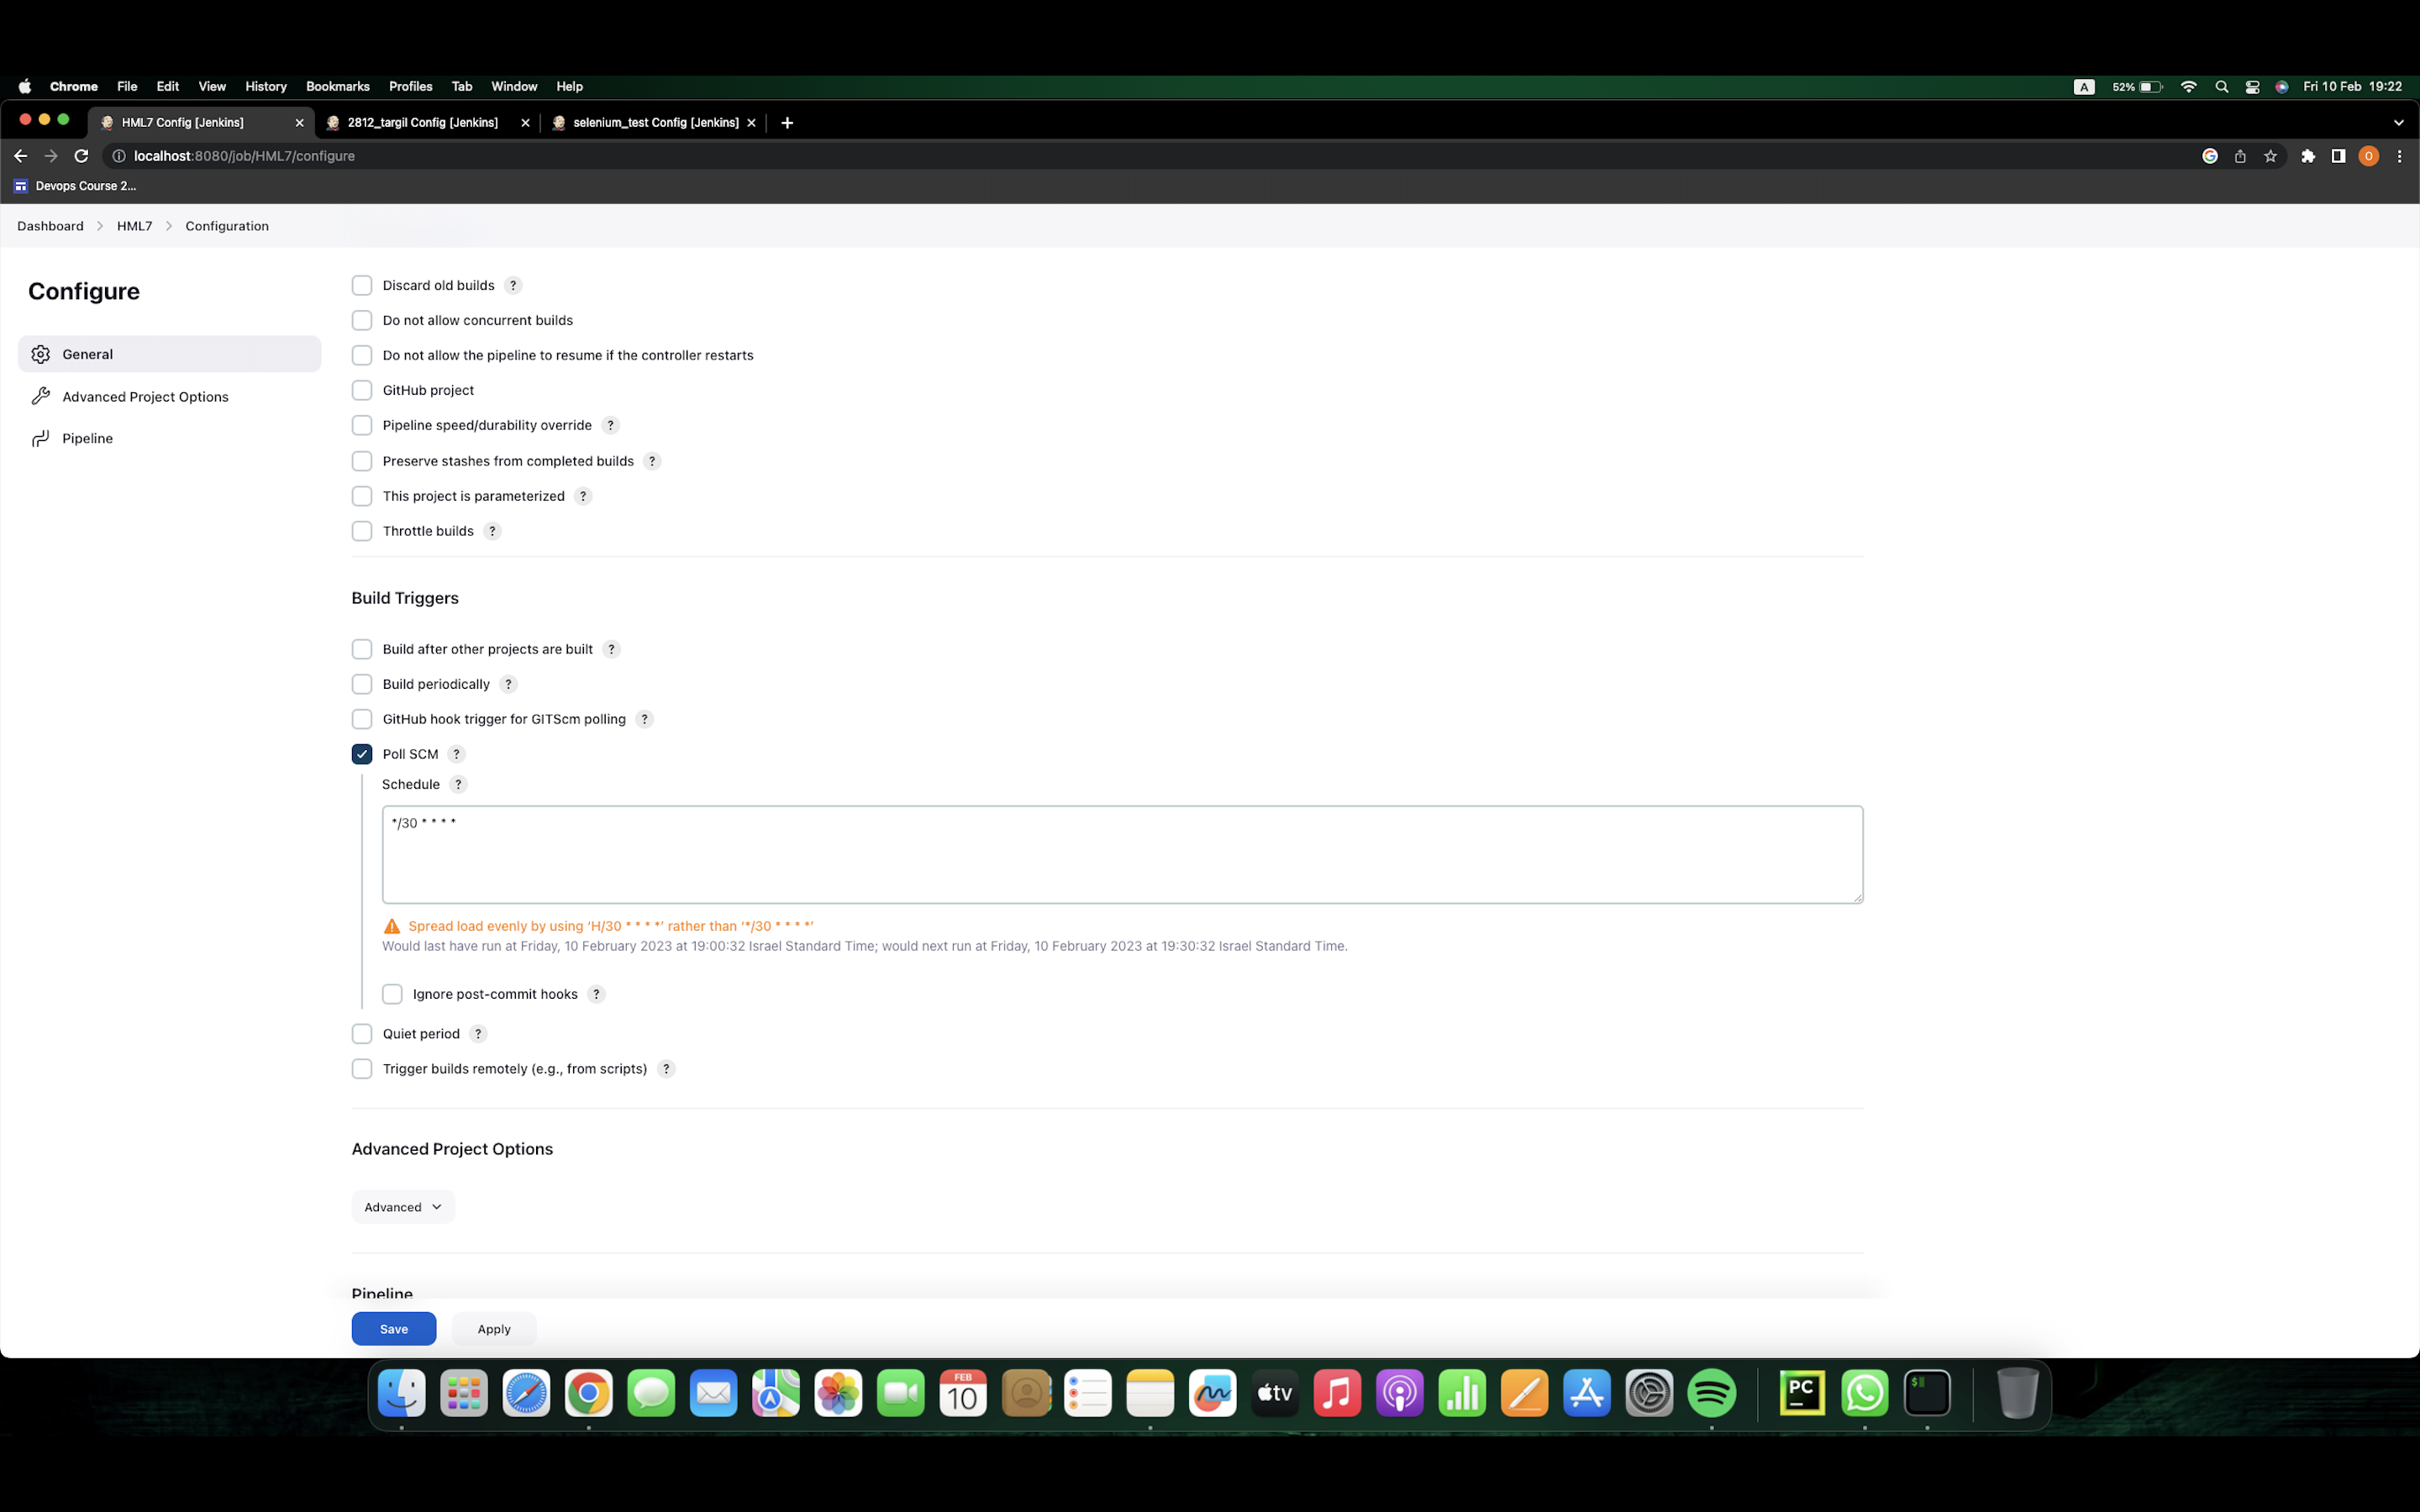 Chrome File Edit View History Bookmarks Profiles Tab Window Help A 52% Fri 10 Feb 19:22
HML7 Config [Jenkins] 2812_targil Config [Jenkins] selenium_test Config [Jenkins]
localhost:8080/job/HML7/configure O
Devops Course 2...
Dashboard HML7 Configuration
Configure
General
Advanced Project Options
Pipeline
Discard old builds ?
Do not allow concurrent builds
Do not allow the pipeline to resume if the controller restarts
GitHub project
Pipeline speed/durability override ?
Preserve stashes from completed builds ?
This project is parameterized ?
Throttle builds ?
Build Triggers
Build after other projects are built ?
Build periodically ?
GitHub hook trigger for GITScm polling ?
Poll SCM ?
Schedule ?
*/30 * * * *
Spread load evenly by using ‘H/30 * * * *’ rather than ‘*/30 * * * *’
Would last have run at Friday, 10 February 2023 at 19:00:32 Israel Standard Time; would next run at Friday, 10 February 2023 at 19:30:32 Israel Standard Time.
Ignore post-commit hooks ?
Quiet period ?
Trigger builds remotely (e.g., from scripts) ?
Advanced Project Options
Advanced
Pipeline
Save Apply
FEB
10
tv
PC
$